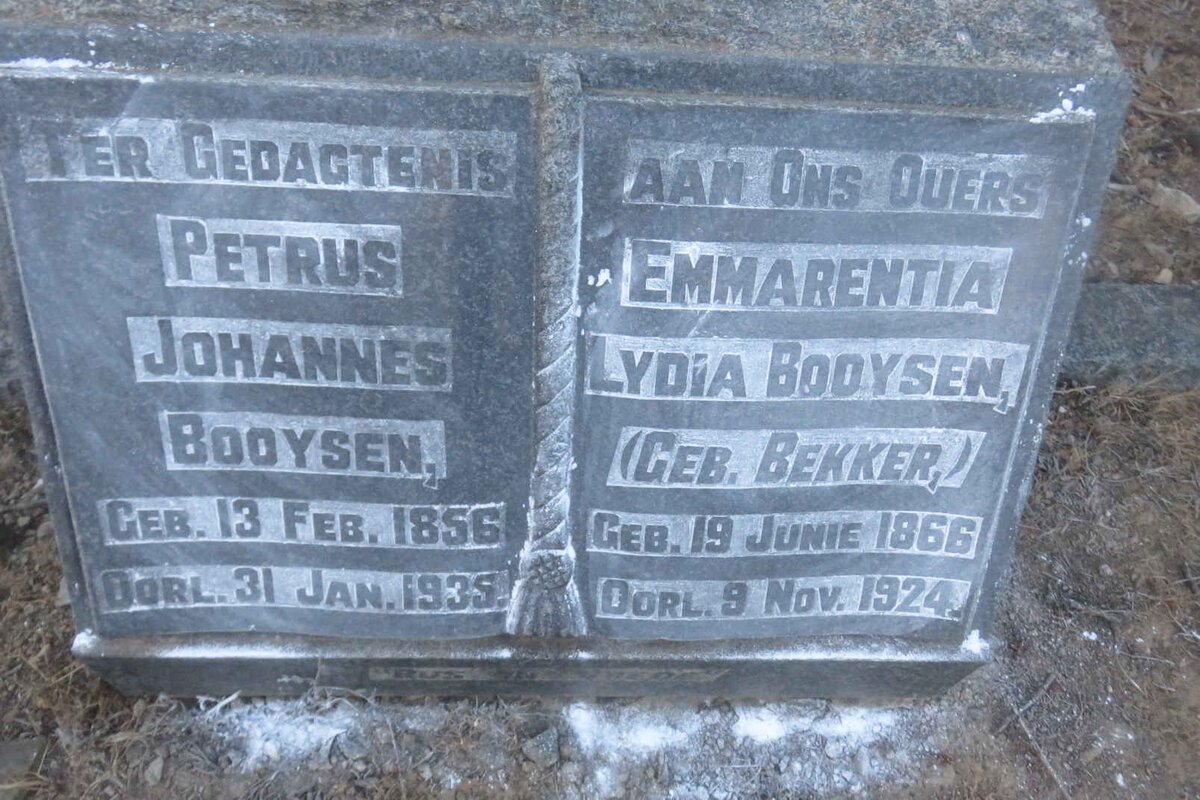 TER GEDAGTENIS
PETRUS
JOHANNES
BOOYSEN,
GEB. 13 FEB. 1856
OORL. 31 JAN. 1935.
AAN ONS OUERS
EMMARENTIA
LYDIA BOOYSEN,
(GEB. BEKKER,)
GEB. 19 JUNIE 1866
OORL. 9 NOV. 1924.
RUS